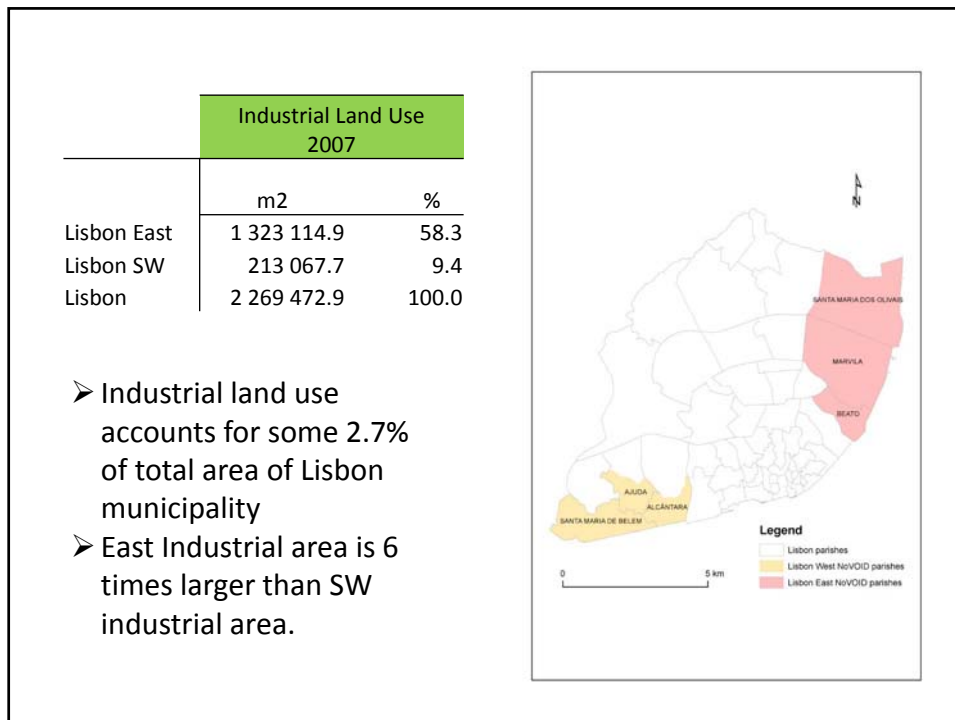 Industrial Land Use
2007
m2 %
Lisbon East 1 323 114.9 58.3
Lisbon SW 213 067.7 9.4
Lisbon 2 269 472.9 100.0
➢ Industrial land use
accounts for some 2.7%
of total area of Lisbon
municipality
➢ East Industrial area is 6
times larger than SW
industrial area.
N
SANTA MARIA DOS OLIVAIS
MARVILA
BEATO
AJUDA
ALCÂNTARA
SANTA MARIA DE BELEM
Legend
Lisbon parishes
Lisbon West NoVOID parishes
Lisbon East NoVOID parishes
0 5 km